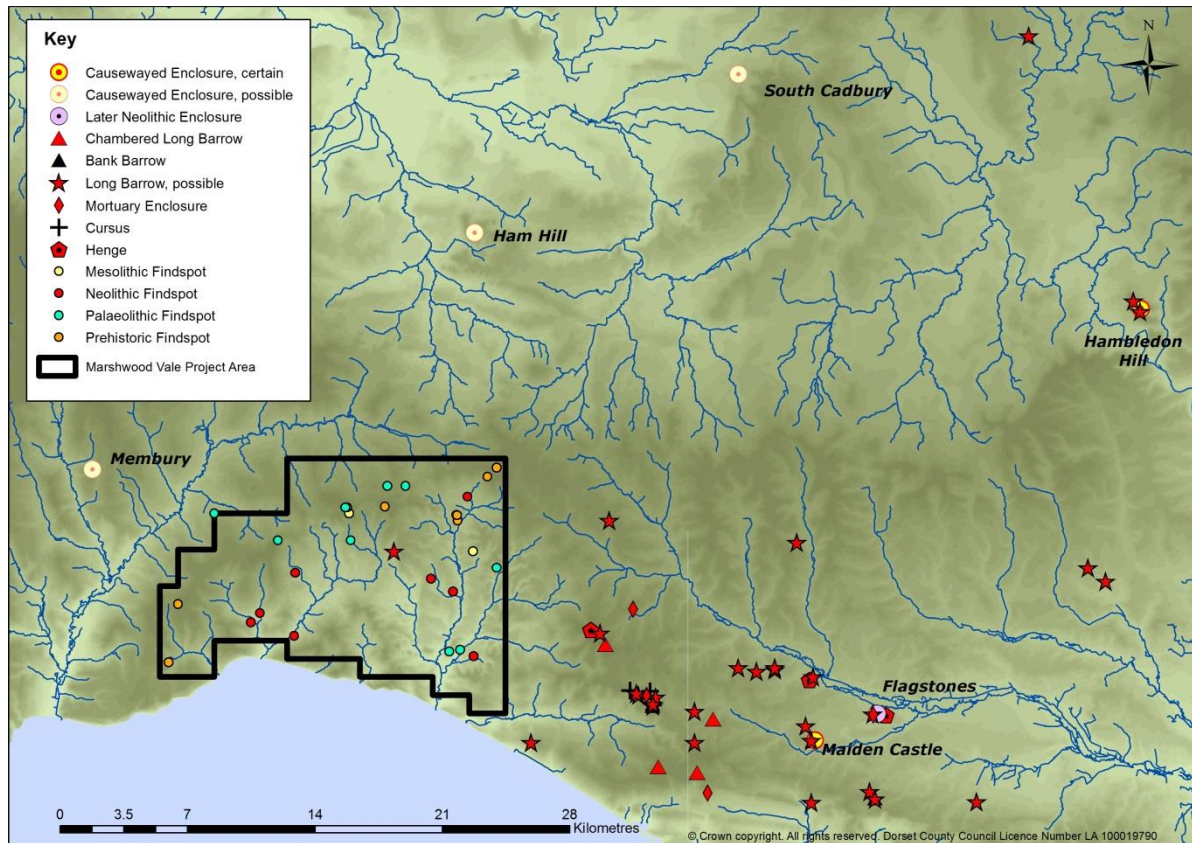 Key
Causewayed Enclosure, certain
Causewayed Enclosure, possible
Later Neolithic Enclosure
Chambered Long Barrow
Bank Barrow
Long Barrow, possible
Mortuary Enclosure
Cursus
Henge
Mesolithic Findspot
Neolithic Findspot
Palaeolithic Findspot
Prehistoric Findspot
Marshwood Vale Project Area
N
South Cadbury
Ham Hill
Hambledon
Hill
Membury
Flagstones
Maiden Castle
0 3.5 7 14 21 28
Kilometres
© Crown copyright. All rights reserved. Dorset County Council Licence Number LA 100019790